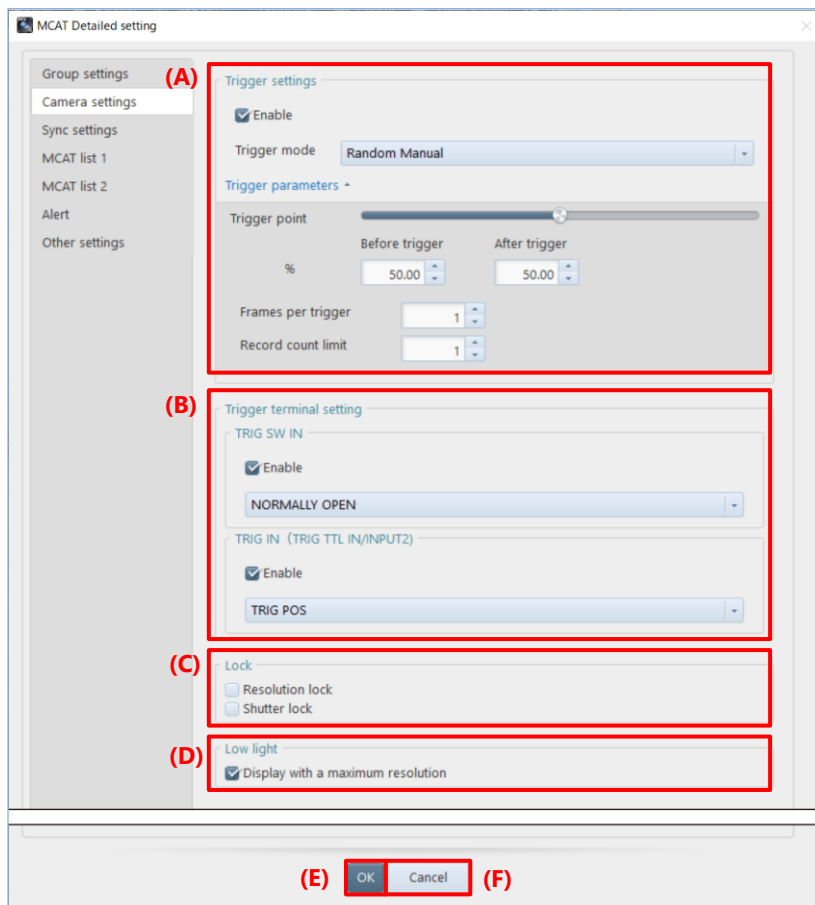 MCAT Detailed setting
Group settings
Camera settings
Sync settings
MCAT list 1
MCAT list 2
Alert
Other settings
(A)
Trigger settings
Enable
Trigger mode Random Manual
Trigger parameters
Trigger point
Before trigger After trigger
% 50.00 50.00
Frames per trigger 1
Record count limit 1
(B)
Trigger terminal setting
TRIG SW IN
Enable
NORMALLY OPEN
TRIG IN（TRIG TTL IN/INPUT2)
Enable
TRIG POS
(C)
Lock
Resolution lock
Shutter lock
(D)
Low light
Display with a maximum resolution
(E) OK Cancel (F)